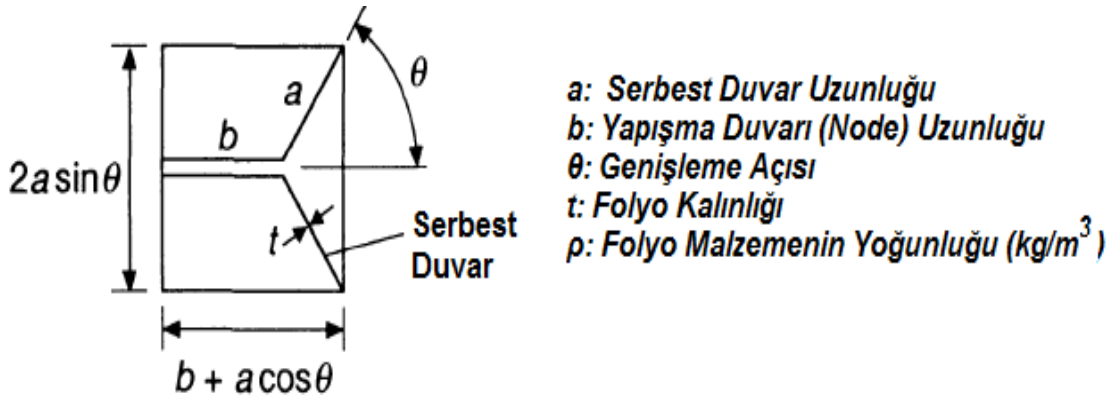 θ
a
b
2a sinθ
t
Serbest
Duvar
b + a cosθ
a: Serbest Duvar Uzunluğu
b: Yapışma Duvarı (Node) Uzunluğu
θ: Genişleme Açısı
t: Folyo Kalınlığı
ρ: Folyo Malzemenin Yoğunluğu (kg/m³)